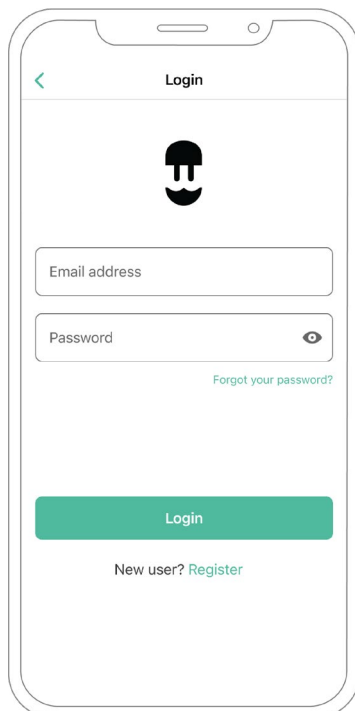 Login
Email address
Password
Forgot your password?
Login
New user? Register